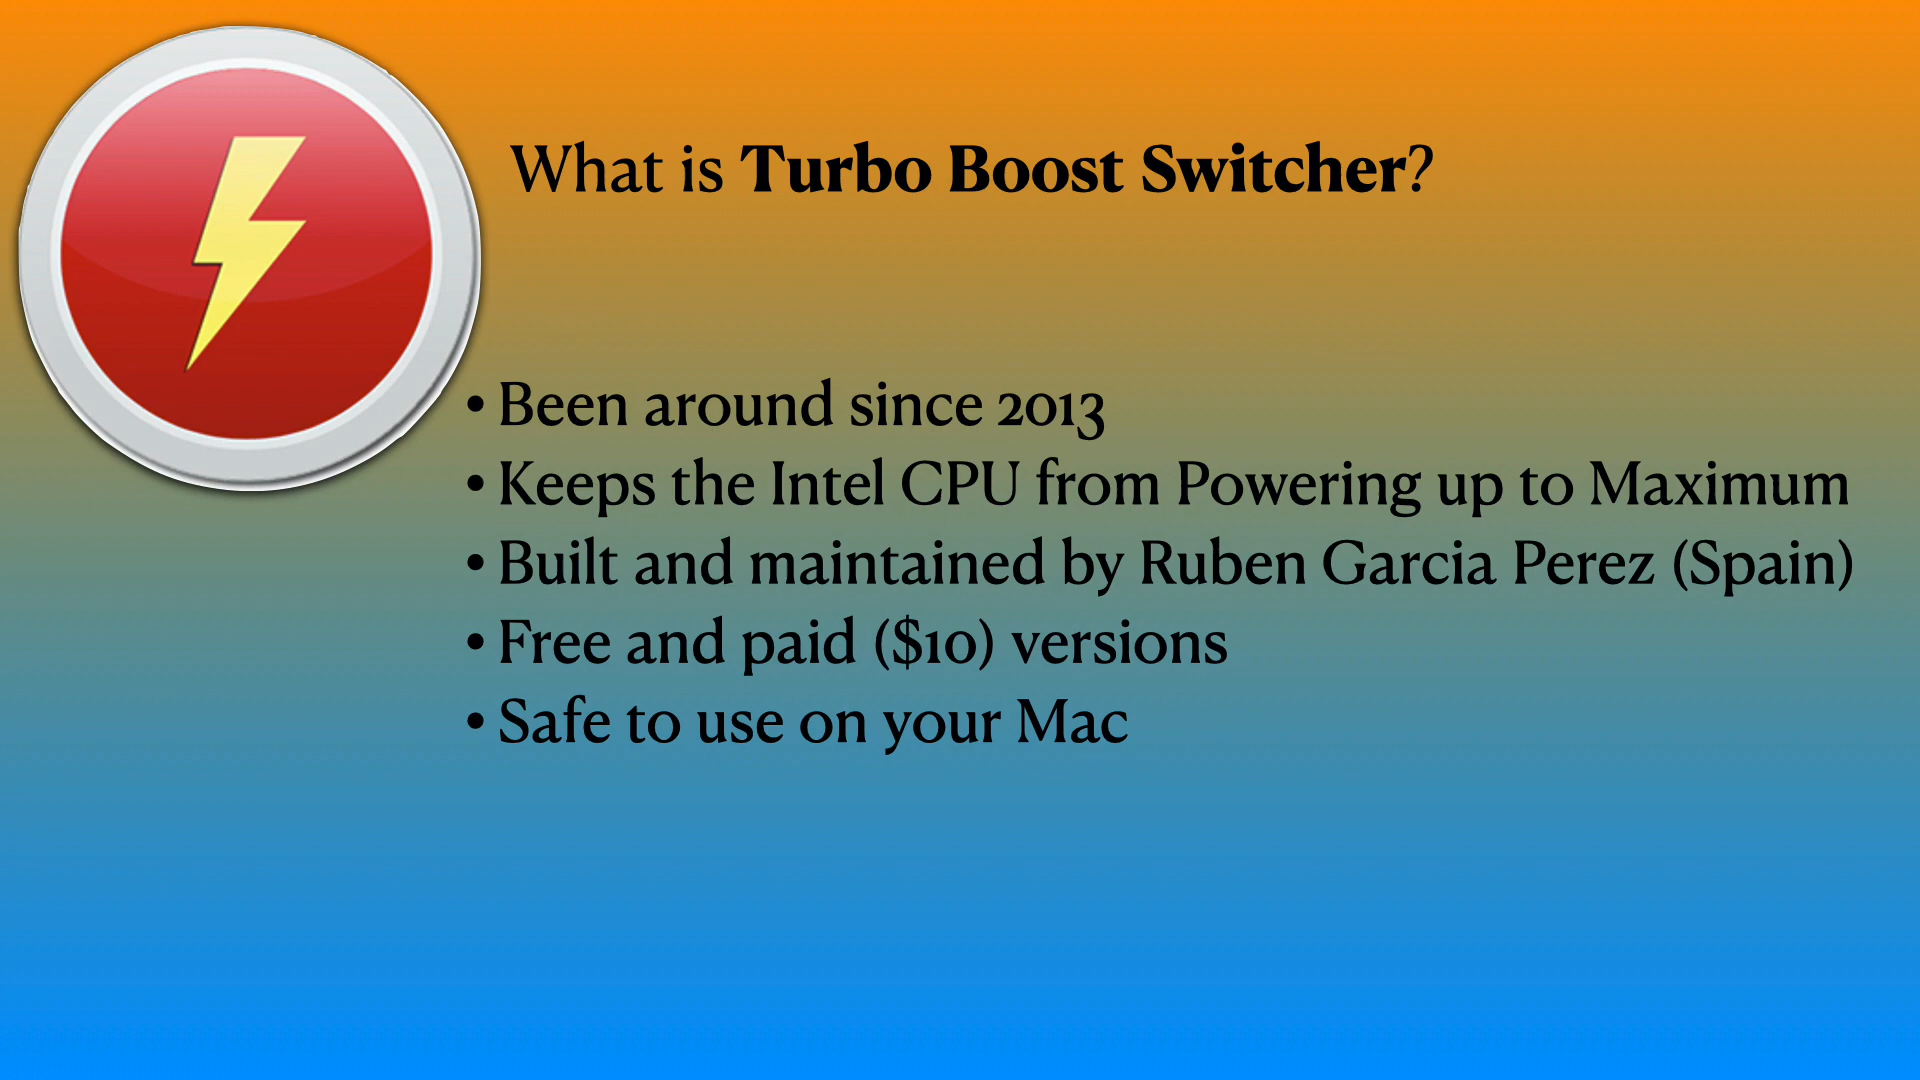 What is Turbo Boost Switcher?
• Been around since 2013
• Keeps the Intel CPU from Powering up to Maximum
• Built and maintained by Ruben Garcia Perez (Spain)
• Free and paid ($10) versions
• Safe to use on your Mac